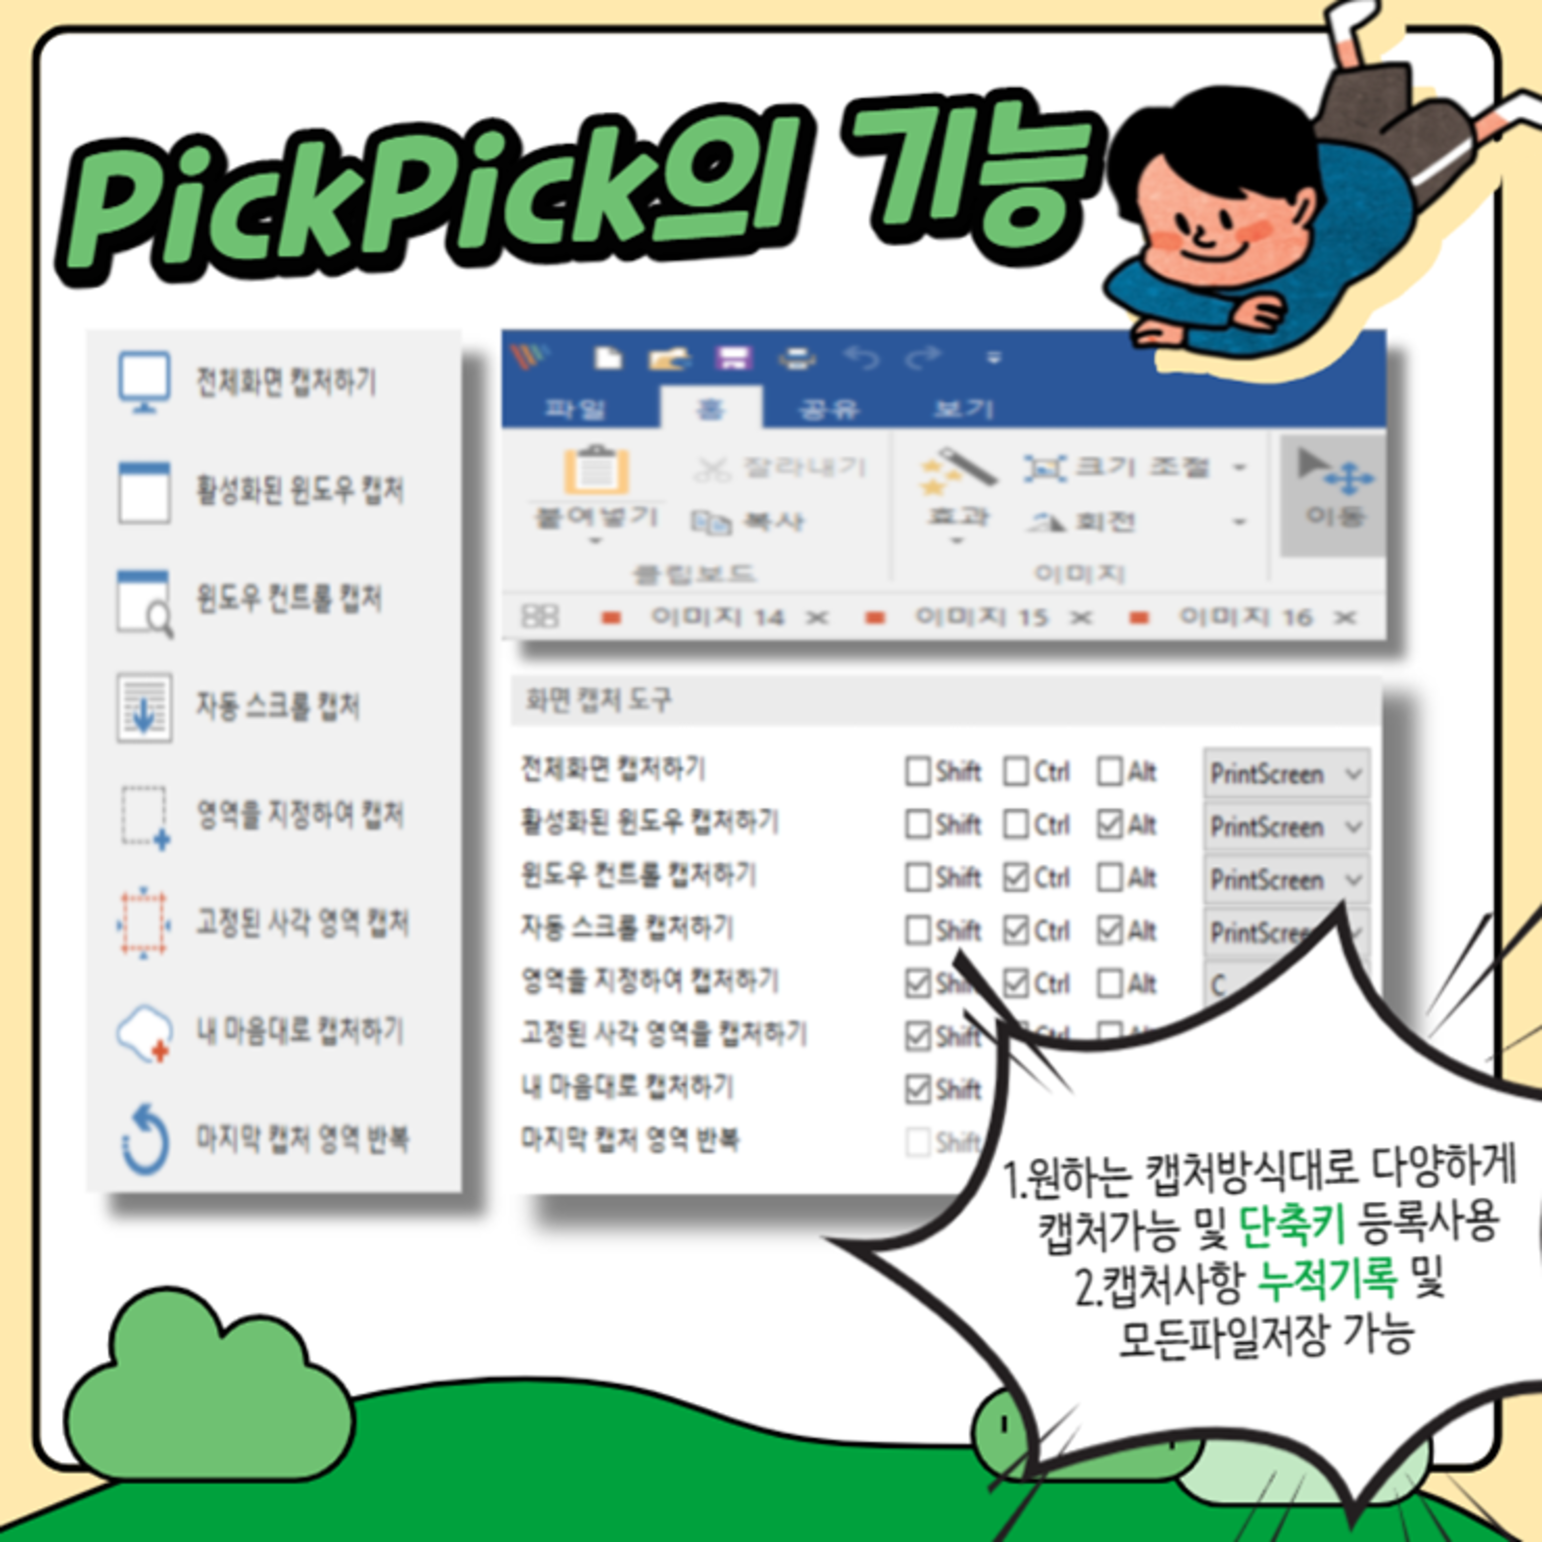 PickPick의 기능
전체화면 캡처하기
활성화된 윈도우 캡처
윈도우 컨트롤 캡처
자동 스크롤 캡처
영역을 지정하여 캡처
고정된 사각 영역 캡처
내 마음대로 캡처하기
마지막 캡처 영역 반복
파일 홈 공유 보기
붙여넣기 잘라내기 복사
클립보드
효과 크기 조절 회전
이미지
이동
이미지 14 이미지 15 이미지 16
화면 캡처 도구
전체화면 캡처하기 Shift Ctrl Alt PrintScreen
활성화된 윈도우 캡처하기 Shift Ctrl Alt PrintScreen
윈도우 컨트롤 캡처하기 Shift Ctrl Alt PrintScreen
자동 스크롤 캡처하기 Shift Ctrl Alt PrintScreen
영역을 지정하여 캡처하기 Shift Ctrl Alt C
고정된 사각 영역을 캡처하기 Shift Ctrl
내 마음대로 캡처하기 Shift
마지막 캡처 영역 반복 Shift
1.원하는 캡처방식대로 다양하게
캡처가능 및 단축키 등록사용
2.캡처사항 누적기록 및
모든파일저장 가능